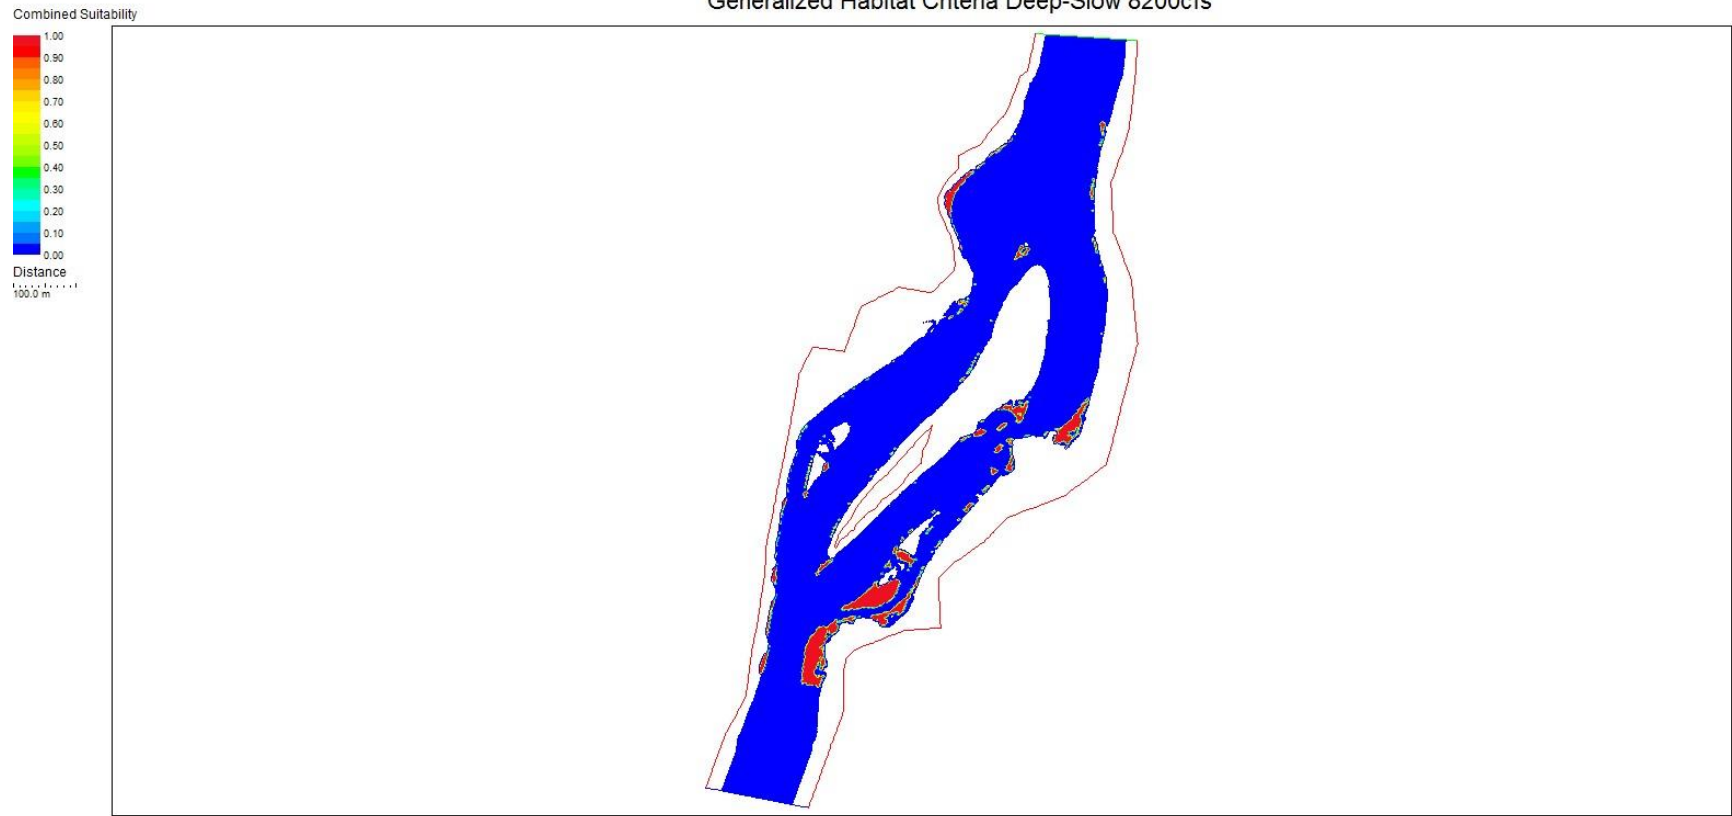 Generalized Habitat Criteria Deep-Slow 8200cfs
Combined Suitability
1.00
0.90
0.80
0.70
0.60
0.50
0.40
0.30
0.20
0.10
0.00
Distance
100.0 m